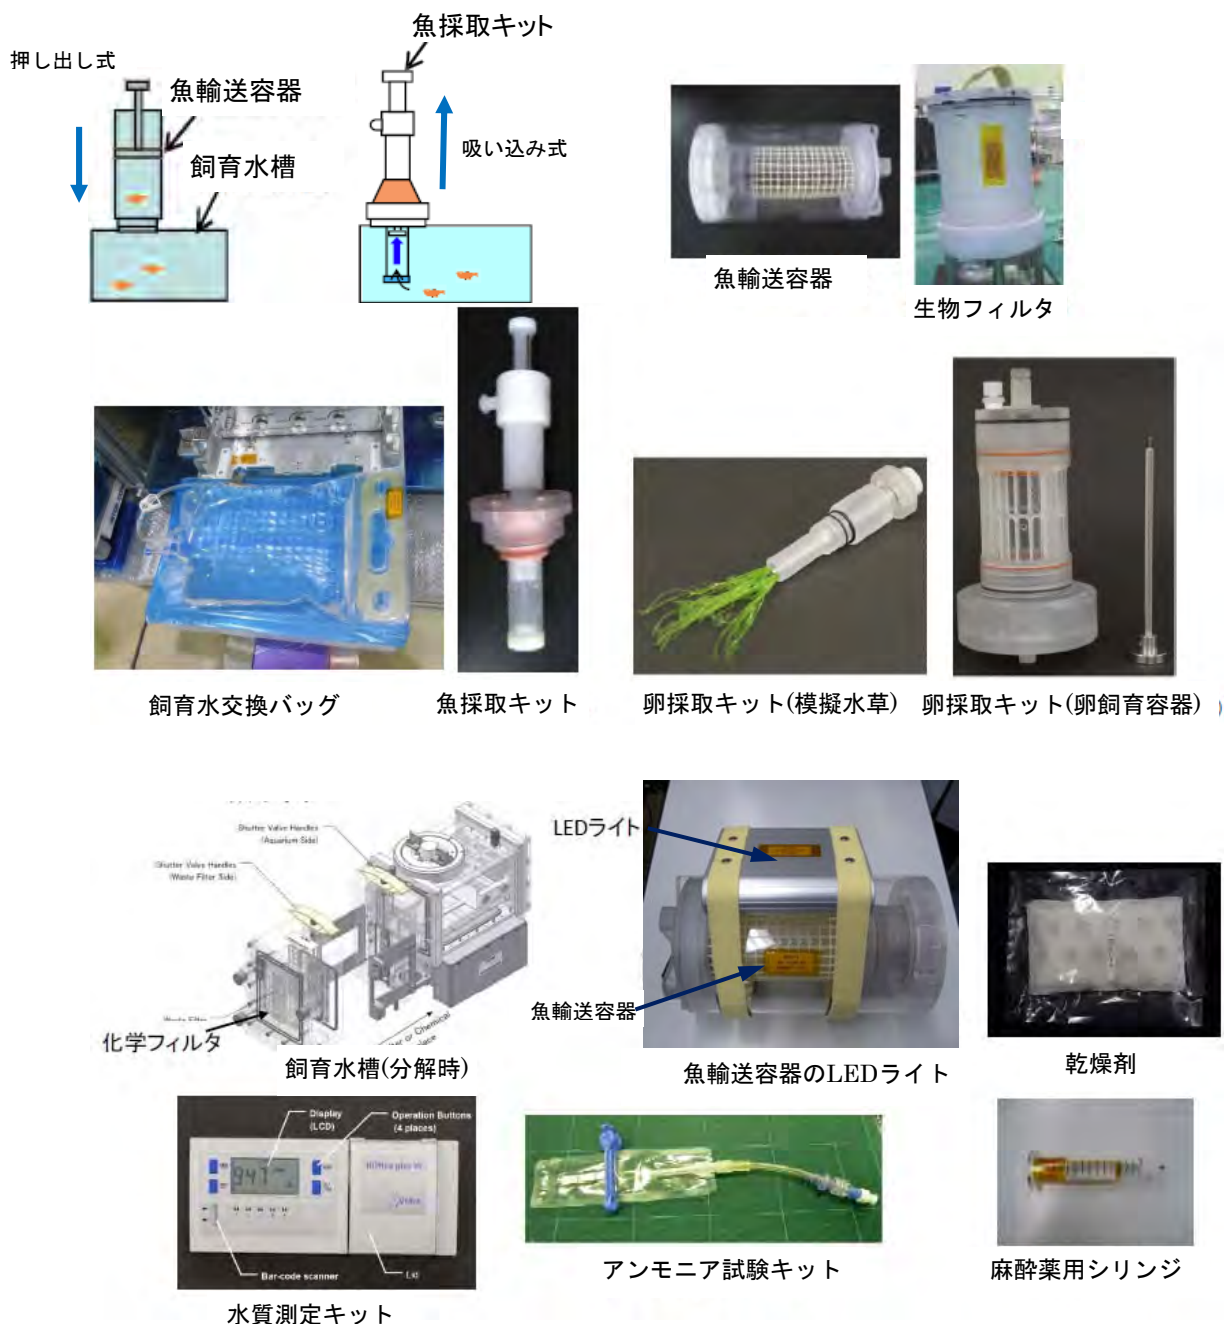 魚採取キット
押し出し式
魚輸送容器
飼育水槽
吸い込み式
魚輸送容器
生物フィルタ
飼育水交換バッグ
魚採取キット
卵採取キット(模擬水草)
卵採取キット(卵飼育容器)
Shutter Valve Handles
(Aquarium Side)
Shutter Valve Handles
(Waste Filter Side)
化学フィルタ
飼育水槽(分解時)
LEDライト
魚輸送容器
魚輸送容器のLEDライト
乾燥剤
Display
(LCD)
Operation Buttons
(4 places)
947
Bar-code scanner
Lid
水質測定キット
アンモニア試験キット
麻酔薬用シリンジ